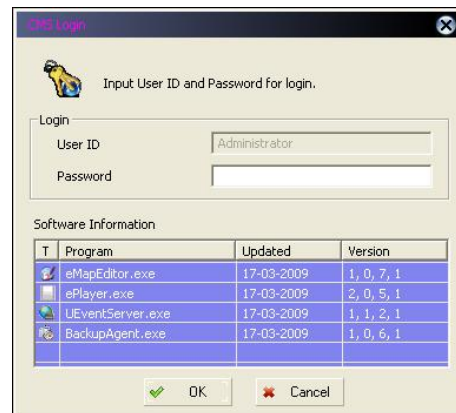 CMS Login
Input User ID and Password for login.
Login
User ID Administrator
Password
Software Information
T Program Updated Version
eMapEditor.exe 17-03-2009 1, 0, 7, 1
ePlayer.exe 17-03-2009 2, 0, 5, 1
UEventServer.exe 17-03-2009 1, 1, 2, 1
BackupAgent.exe 17-03-2009 1, 0, 6, 1
OK Cancel